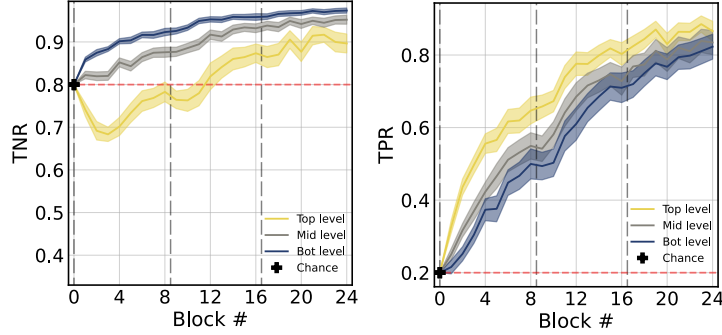 TNR
0.9
0.8
0.7
0.6
0.5
0.4
0 4 8 12 16 20 24
Block #
Top level
Mid level
Bot level
Chance
TPR
0.8
0.6
0.4
0.2
0 4 8 12 16 20 24
Block #
Top level
Mid level
Bot level
Chance